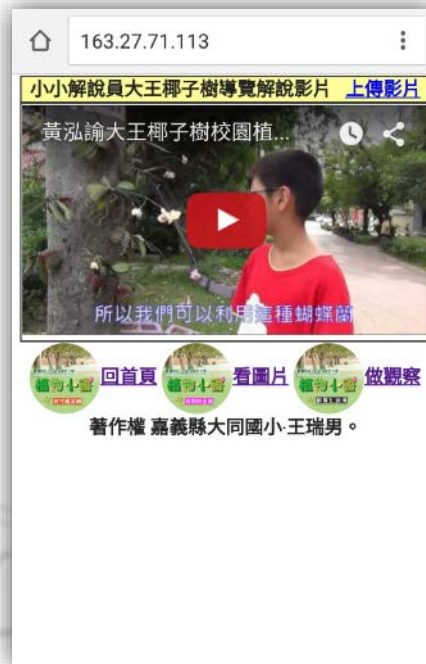 163.27.71.113
小小解說員大王椰子樹導覽解說影片 上傳影片
黃泓諭大王椰子樹校園植...
所以我們可以利用這種蝴蝶蘭
植物小蜜 回首頁 植物小蜜 看圖片 植物小蜜 做觀察
著作權 嘉義縣大同國小-王瑞男。